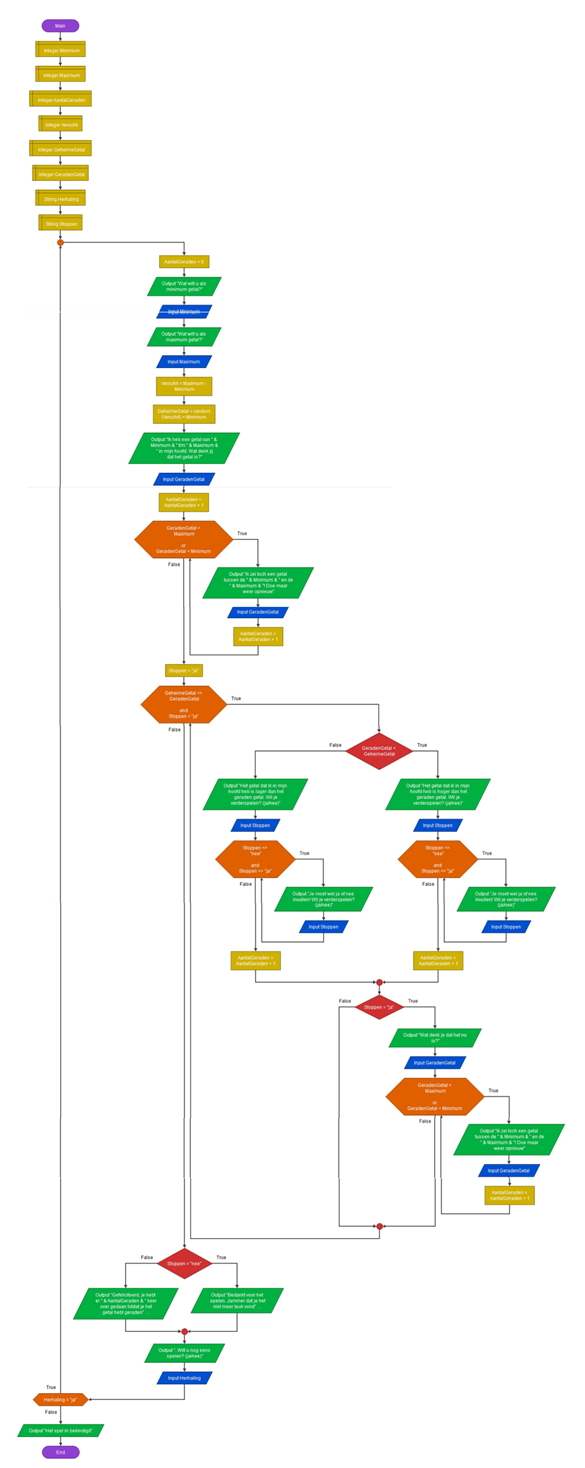 Main
Integer Minimum
Integer Maximum
Integer AantalGeraden
Integer Verschil
Integer GeheimeGetal
Integer GeradenGetal
String Herhaling
String Stoppen
AantalGeraden = 0
Output "Wat wilt u als
minimum getal?"
Input Minimum
Output "Wat wilt u als
maximum getal?"
Input Maximum
Verschil = Maximum -
Minimum
GeheimeGetal = random
(Verschil) + Minimum
Output "Ik heb een getal van " &
Minimum & " t/m " & Maximum &
" in mijn hoofd. Wat denk jij
dat het getal is?"
Input GeradenGetal
AantalGeraden =
AantalGeraden + 1
GeradenGetal >
Maximum
or
GeradenGetal < Minimum
True
False
Output "Ik zei toch een getal
tussen de " & Minimum & " en de
" & Maximum & "! Doe maar
weer opnieuw"
Input GeradenGetal
AantalGeraden =
AantalGeraden + 1
Stoppen = "ja"
GeheimeGetal <>
GeradenGetal
and
Stoppen = "ja"
True
False
GeradenGetal <
GeheimeGetal
False
True
Output "Het getal dat ik in mijn
hoofd heb is lager dan het
geraden getal. Wil je
verderspelen? (ja/nee)"
Output "Het getal dat ik in mijn
hoofd heb is hoger dan het
geraden getal. Wil je
verderspelen? (ja/nee)"
Input Stoppen
Input Stoppen
Stoppen <>
"nee"
and
Stoppen <> "ja"
True
False
Stoppen <>
"nee"
and
Stoppen <> "ja"
True
False
Output "Je moet wel ja of nee
invullen! Wil je verderspelen?
(ja/nee)"
Output "Je moet wel ja of nee
invullen! Wil je verderspelen?
(ja/nee)"
Input Stoppen
Input Stoppen
AantalGeraden =
AantalGeraden + 1
AantalGeraden =
AantalGeraden + 1
False
Stoppen = "ja"
True
Output "Wat denk je dat het nu
is?"
Input GeradenGetal
GeradenGetal >
Maximum
or
GeradenGetal < Minimum
True
False
Output "Ik zei toch een getal
tussen de " & Minimum & " en de
" & Maximum & "! Doe maar
weer opnieuw"
Input GeradenGetal
AantalGeraden =
AantalGeraden + 1
False
Stoppen = "nee"
True
Output "Gefeliciteerd, je hebt
er " & AantalGeraden & " keer
over gedaan totdat je het
getal hebt geraden" ...
Output "Bedankt voor het
spelen. Jammer dat je het
niet meer leuk vond" ...
Output ". Wilt u nog eens
spelen? (ja/nee)"
Input Herhaling
True
Herhaling = "ja"
False
Output "Het spel in beëindigd"
End